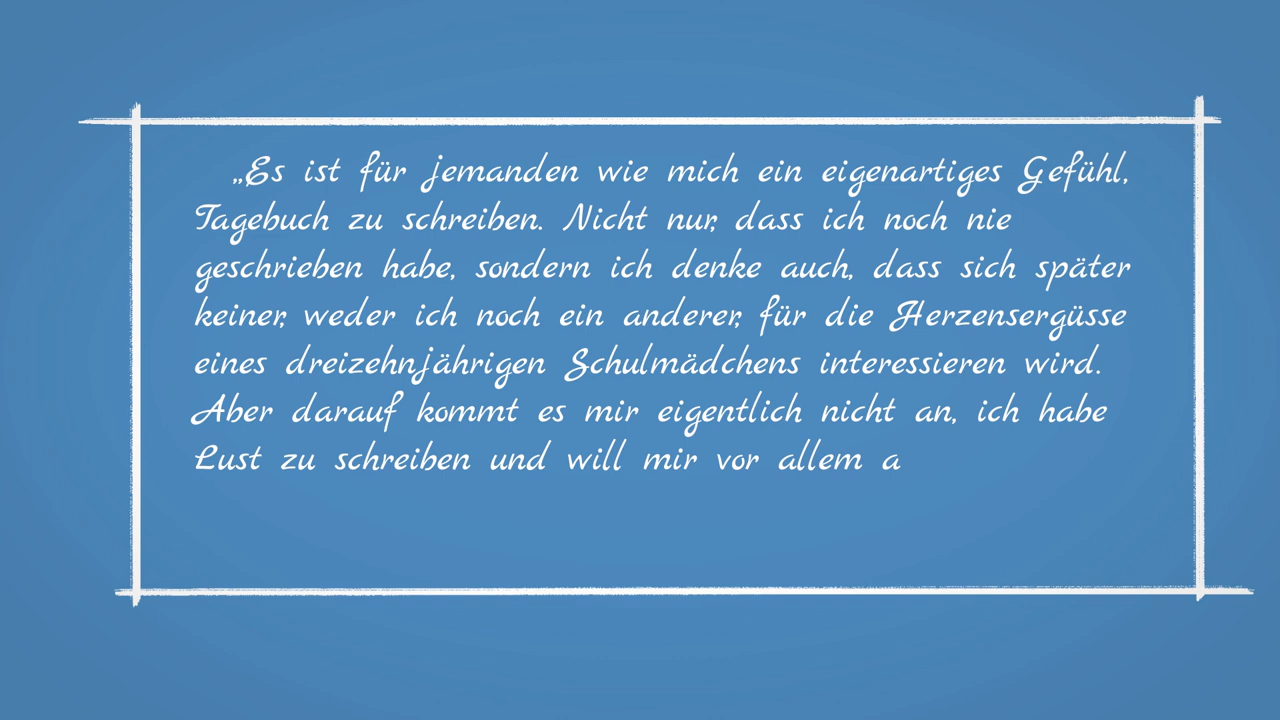 „Es ist für jemanden wie mich ein eigenartiges Gefühl,
Tagebuch zu schreiben. Nicht nur, dass ich noch nie
geschrieben habe, sondern ich denke auch, dass sich später
keiner, weder ich noch ein anderer, für die Herzensergüsse
eines dreizehnjährigen Schulmädchens interessieren wird.
Aber darauf kommt es mir eigentlich nicht an, ich habe
Lust zu schreiben und will mir vor allem a